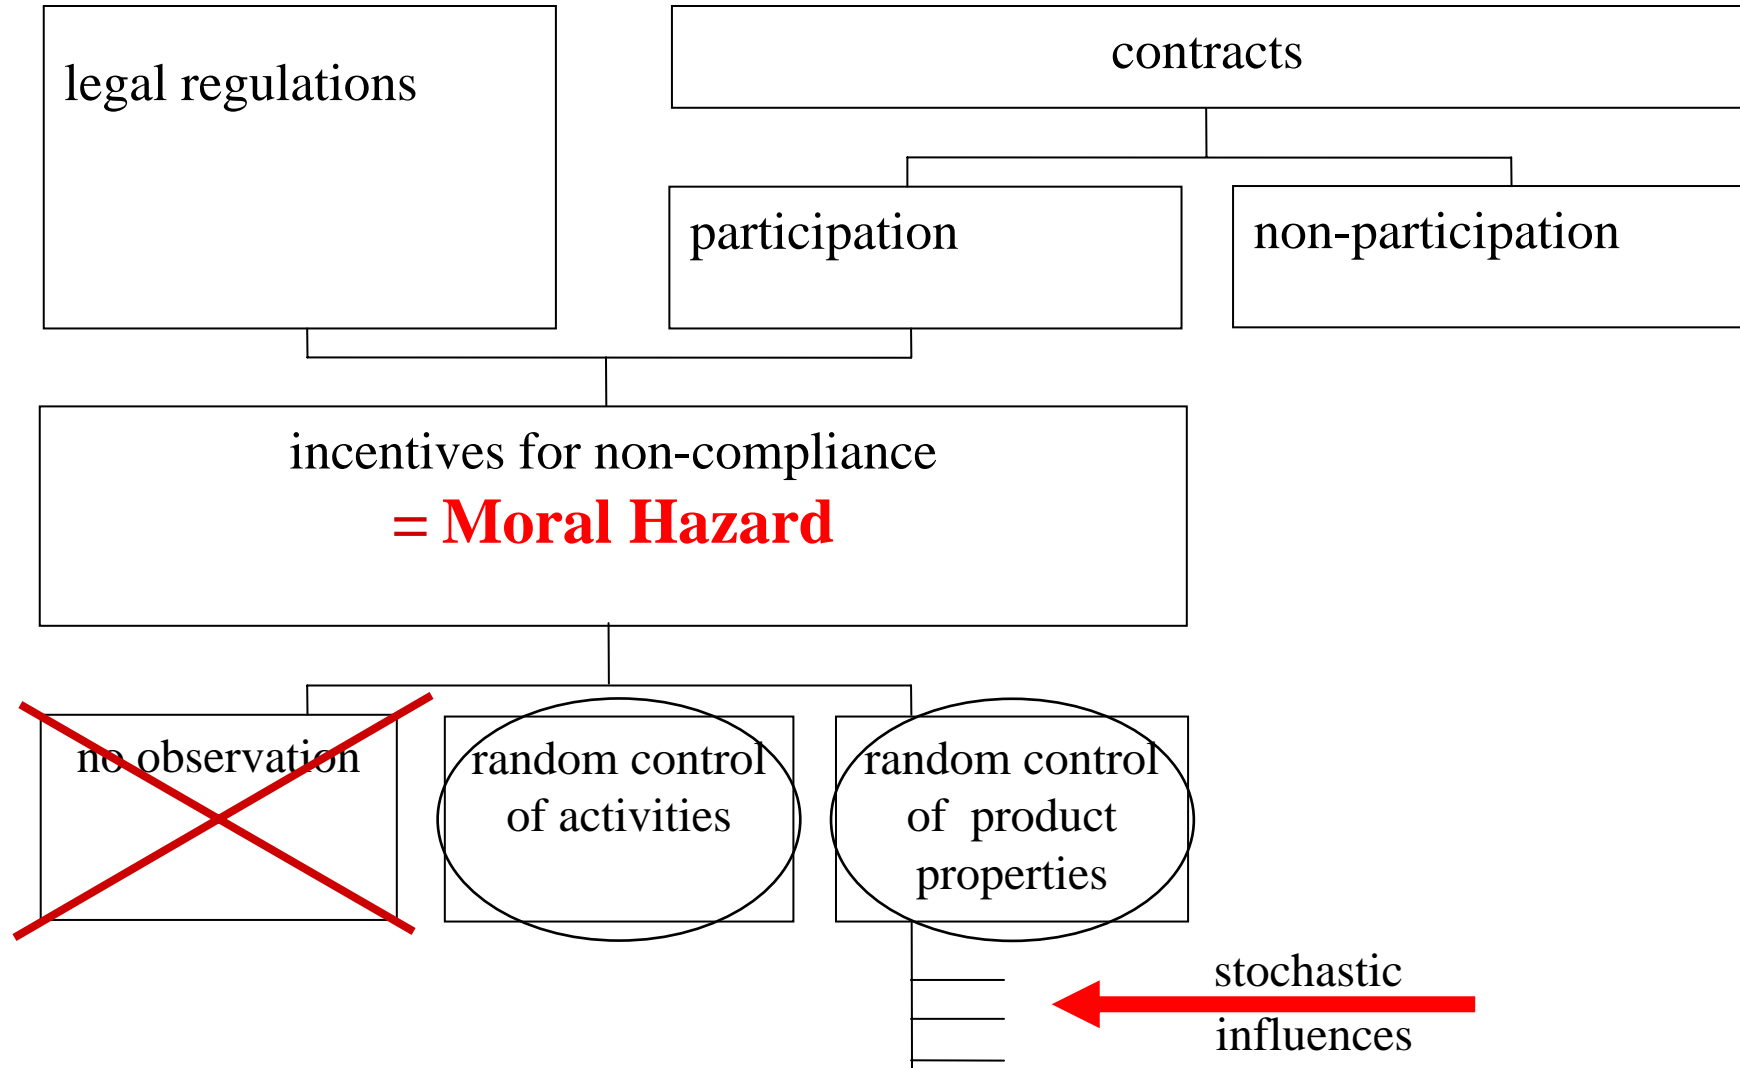 legal regulations
contracts
participation
non-participation
incentives for non-compliance
= Moral Hazard
no observation
random control
of activities
random control
of product
properties
stochastic
influences